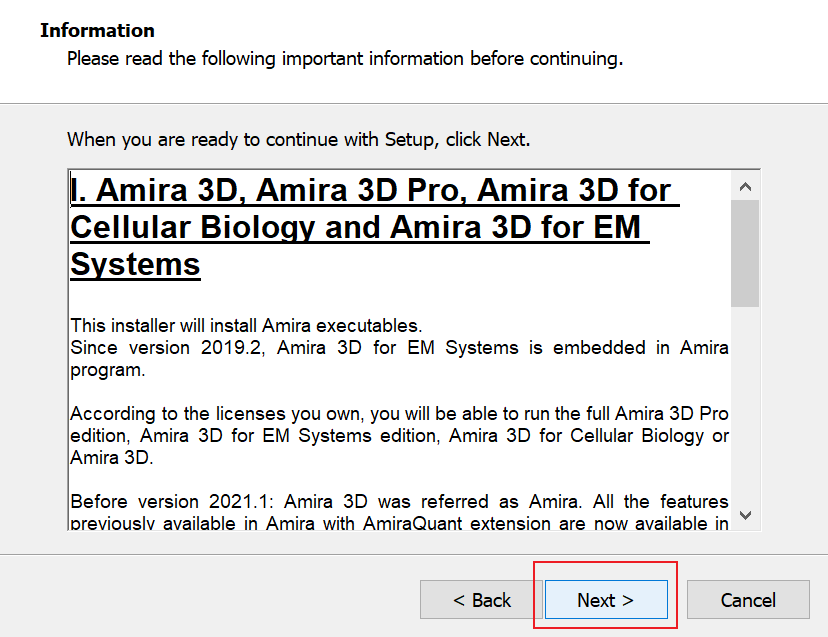 Information
Please read the following important information before continuing.
When you are ready to continue with Setup, click Next.
I. Amira 3D, Amira 3D Pro, Amira 3D for
Cellular Biology and Amira 3D for EM
Systems
This installer will install Amira executables.
Since version 2019.2, Amira 3D for EM Systems is embedded in Amira
program.
According to the licenses you own, you will be able to run the full Amira 3D Pro
edition, Amira 3D for EM Systems edition, Amira 3D for Cellular Biology or
Amira 3D.
Before version 2021.1: Amira 3D was referred as Amira. All the features
previously available in Amira with AmiraQuant extension are now available in
< Back
Next >
Cancel